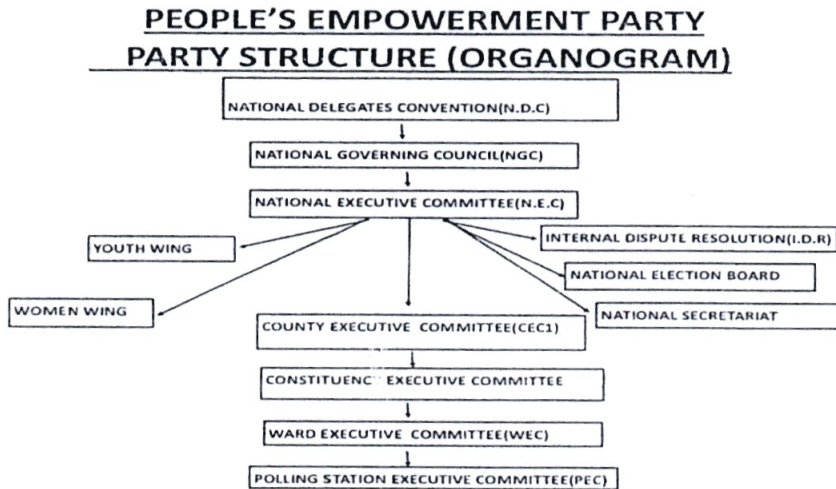 PEOPLE'S EMPOWERMENT PARTY
PARTY STRUCTURE (ORGANOGRAM)
NATIONAL DELEGATES CONVENTION(N.D.C)
NATIONAL GOVERNING COUNCIL(NGC)
NATIONAL EXECUTIVE COMMITTEE(N.E.C)
YOUTH WING
INTERNAL DISPUTE RESOLUTION(I.D.R)
NATIONAL ELECTION BOARD
WOMEN WING
NATIONAL SECRETARIAT
COUNTY EXECUTIVE COMMITTEE(CEC1)
CONSTITUENCY EXECUTIVE COMMITTEE
WARD EXECUTIVE COMMITTEE(WEC)
POLLING STATION EXECUTIVE COMMITTEE(PEC)